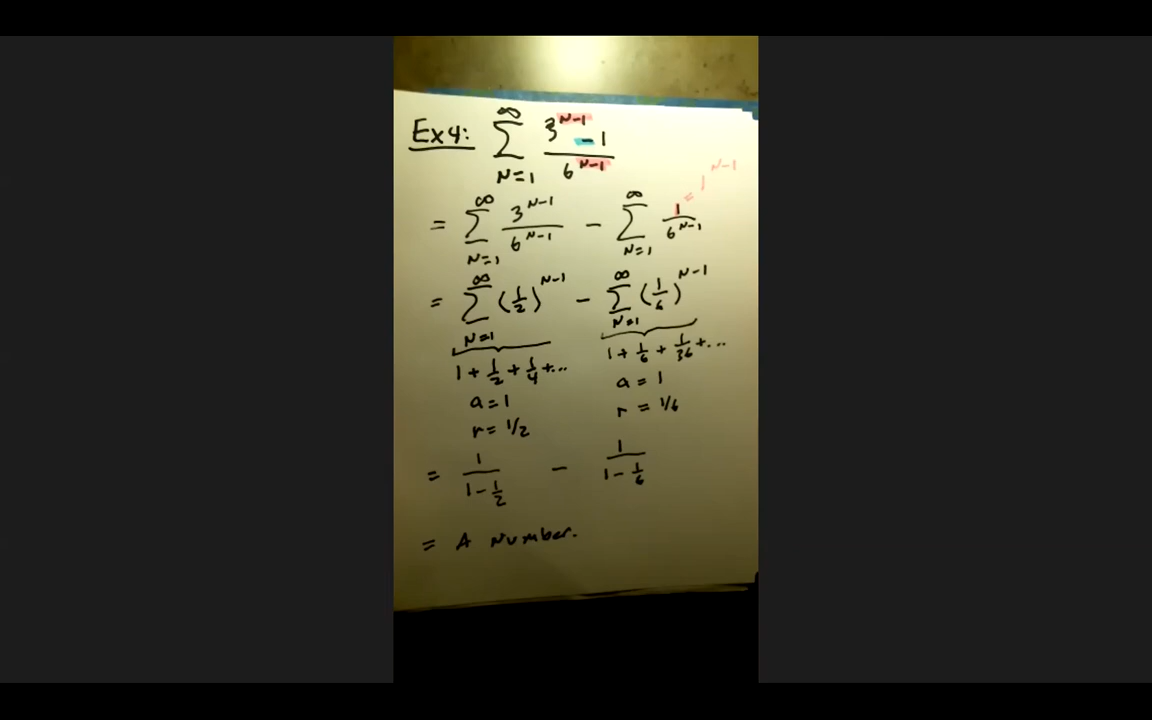 Ex4: ∑_{N=1}^{∞} (3^{N-1} - 1)/(6^{N-1})
= ∑_{N=1}^{∞} 3^{N-1}/6^{N-1} - ∑_{N=1}^{∞} 1/6^{N-1} = 1^{N-1}
= ∑_{N=1}^{∞} (1/2)^{N-1} - ∑_{N=1}^{∞} (1/6)^{N-1}
1 + 1/2 + 1/4 + ... 1 + 1/6 + 1/36 + ...
a = 1 a = 1
r = 1/2 r = 1/6
= 1/(1 - 1/2) - 1/(1 - 1/6)
= A Number.